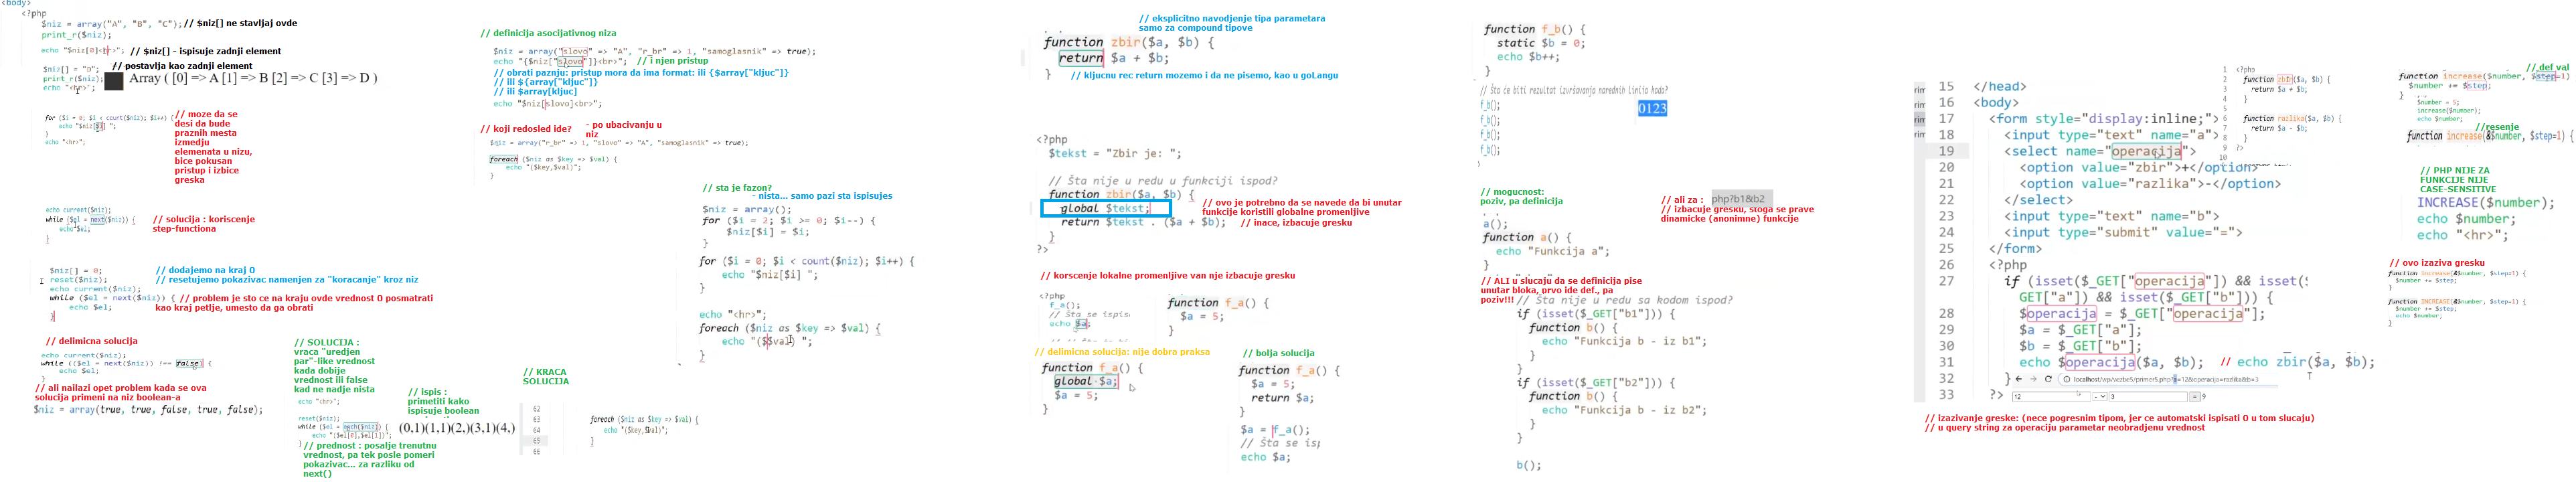 <body>
<?php
$niz = array("A", "B", "C"); // $niz[] ne stavljaj ovde
print_r($niz);
echo "$niz[0]<br>"; // $niz[] - ispisuje zadnji element
// postavlja kao zadnji element
$niz[] = "D";
print_r($niz);
echo "<hr>";
Array ( [0] => A [1] => B [2] => C [3] => D )
for ($i = 0; $i < count($niz); $i++) {
echo "$niz[$i] ";
}
echo "<hr>";
// moze da se
desi da bude
praznih mesta
izmedju
elemenata u nizu,
bice pokusan
pristup i izbice
greska
echo current($niz);
while ($el = next($niz)) {
echo $el;
}
// solucija : koriscenje
step-functiona
$niz[] = 0;
reset($niz);
echo current($niz);
while ($el = next($niz)) {
echo $el;
}
// dodajemo na kraj 0
// resetujemo pokazivac namenjen za "koracanje" kroz niz
// problem je sto ce na kraju ovde vrednost 0 posmatrati
kao kraj petlje, umesto da ga obrati
// delimicna solucija
echo current($niz);
while (($el = next($niz)) !== false) {
echo $el;
}
// ali nailazi opet problem kada se ova
solucija primeni na niz boolean-a
$niz = array(true, true, false, true, false);
// SOLUCIJA :
vraca "uredjen
par"-like vrednost
kada dobije
vrednost ili false
kad ne nadje nista
echo "<hr>";
reset($niz);
while ($el = each($niz)) {
echo "($el[0],$el[1])";
}
// prednost : posalje trenutnu
vrednost, pa tek posle pomeri
pokazivac... za razliku od
next()
// ispis :
primetiti kako
ispisuje boolean
(0,1)(1,1)(2,)(3,1)(4,)
// KRACA
SOLUCIJA
62
63
64
65
66
foreach ($niz as $key => $val) {
echo "($key,$val)";
}
// definicija asocijativnog niza
$niz = array("slovo" => "A", "r_br" => 1, "samoglasnik" => true);
echo "{$niz["slovo"]}<br>"; // i njen pristup
// obrati paznju: pristup mora da ima format: ili {$array["kljuc"]}
// ili ${array["kljuc"]}
// ili $array[kljuc]
echo "$niz[slovo]<br>";
// koji redosled ide? - po ubacivanju u
niz
$niz = array("r_br" => 1, "slovo" => "A", "samoglasnik" => true);
foreach ($niz as $key => $val) {
echo "($key,$val)";
}
// sta je fazon?
- nista... samo pazi sta ispisujes
$niz = array();
for ($i = 2; $i >= 0; $i--) {
$niz[$i] = $i;
}
for ($i = 0; $i < count($niz); $i++) {
echo "$niz[$i] ";
}
echo "<hr>";
foreach ($niz as $key => $val) {
echo "($val) ";
}
// eksplicitno navodjenje tipa parametara
samo za compound tipove
function zbir($a, $b) {
return $a + $b;
}
// kljucnu rec return mozemo i da ne pisemo, kao u goLangu
<?php
$tekst = "Zbir je: ";
// Šta nije u redu u funkciji ispod?
function zbir($a, $b) {
global $tekst;
return $tekst . ($a + $b);
}
?>
// ovo je potrebno da se navede da bi unutar
funkcije koristili globalne promenljive
// inace, izbacuje gresku
// korscenje lokalne promenljive van nje izbacuje gresku
<?php
f_a();
// Šta se ispis
echo $a;
function f_a() {
$a = 5;
}
// delimicna solucija: nije dobra praksa
function f_a() {
global $a;
$a = 5;
}
// bolja solucija
function f_a() {
$a = 5;
return $a;
}
$a = f_a();
// Šta se isp
echo $a;
function f_b() {
static $b = 0;
echo $b++;
}
// Šta će biti rezultat izvršavanja narednih linija koda?
f_b();
f_b();
f_b();
f_b();
0123
// mogucnost:
poziv, pa definicija
a();
function a() {
echo "Funkcija a";
}
// ali za : php?b1&b2
// izbacuje gresku, stoga se prave
dinamicke (anonimne) funkcije
// ALI u slucaju da se definicija pise
unutar bloka, prvo ide def., pa
poziv!!!
// Šta nije u redu sa kodom ispod?
if (isset($_GET["b1"])) {
function b() {
echo "Funkcija b - iz b1";
}
}
if (isset($_GET["b2"])) {
function b() {
echo "Funkcija b - iz b2";
}
}
b();
15 </head>
16 <body>
17 <form style="display:inline;">
18 <input type="text" name="a">
19 <select name="operacija">
20 <option value="zbir">+</option>
21 <option value="razlika">-</option>
22 </select>
23 <input type="text" name="b">
24 <input type="submit" value="=">
25 </form>
26 <?php
27 if (isset($_GET["operacija"]) && isset($
GET["a"]) && isset($_GET["b"])) {
28 $operacija = $_GET["operacija"];
29 $a = $_GET["a"];
30 $b = $_GET["b"];
31 echo $operacija($a, $b); // echo zbir($a, $b);
32 }
33 ?>
localhost/wp/vezbe5/primer5.php?a=12&operacija=razlika&b=3
12 - 3 = 9
// izazivanje greske: (nece pogresnim tipom, jer ce automatski ispisati 0 u tom slucaju)
// u query string za operaciju parametar neobradjenu vrednost
1 <?php
2 function zbir($a, $b) {
3 return $a + $b;
4 }
5
6 function razlika($a, $b) {
7 return $a - $b;
8 }
9 ?>
10
// def val
function increase($number, $step=1)
$number += $step;
}
$number = 5;
increase($number);
echo $number;
//resenje
function increase(&$number, $step=1) {
// PHP NIJE ZA
FUNKCIJE NIJE
CASE-SENSITIVE
INCREASE($number);
echo $number;
echo "<hr>";
// ovo izaziva gresku
function increase(&$number, $step=1) {
$number += $step;
}
function INCREASE(&$number, $step=1) {
$number += $step;
echo $number;
}